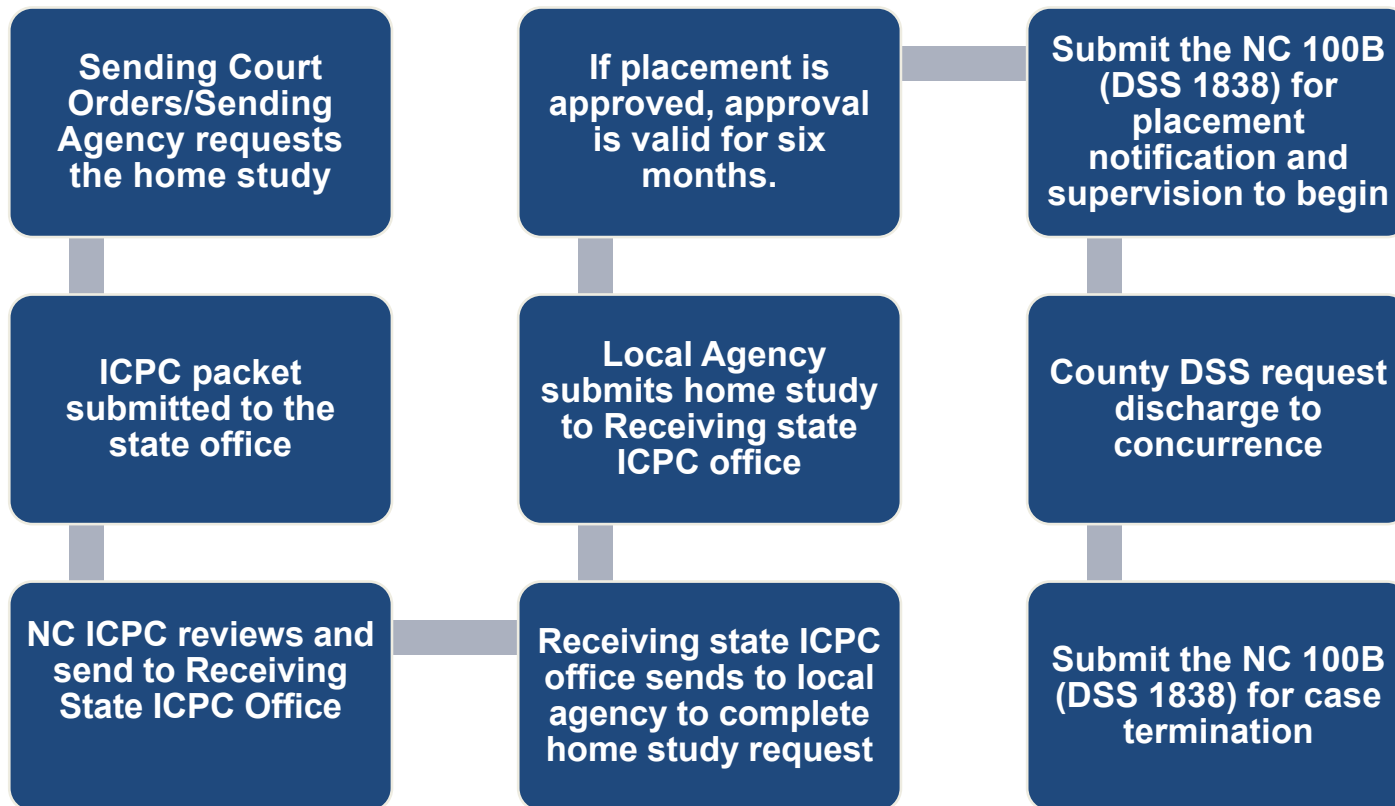 Sending Court
Orders/Sending
Agency requests
the home study
ICPC packet
submitted to the
state office
NC ICPC reviews and
send to Receiving
State ICPC Office
Receiving state ICPC
office sends to local
agency to complete
home study request
Local Agency
submits home study
to Receiving state
ICPC office
If placement is
approved, approval
is valid for six
months.
Submit the NC 100B
(DSS 1838) for
placement
notification and
supervision to begin
County DSS request
discharge to
concurrence
Submit the NC 100B
(DSS 1838) for case
termination